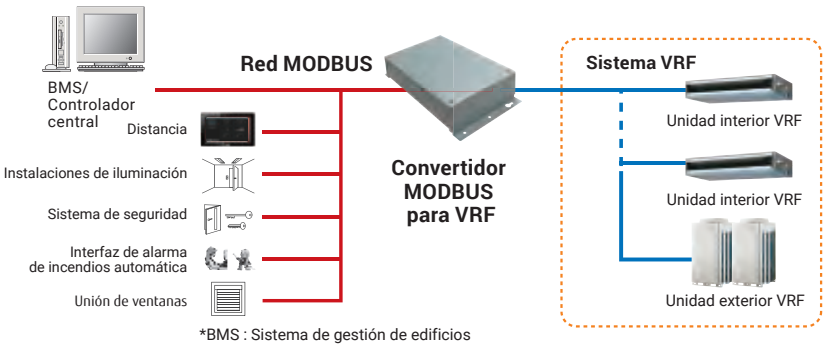 Red MODBUS
Sistema VRF
BMS/
Controlador
central
Distancia
Instalaciones de iluminación
Sistema de seguridad
Interfaz de alarma
de incendios automática
Unión de ventanas
Convertidor
MODBUS
para VRF
Unidad interior VRF
Unidad interior VRF
Unidad exterior VRF
*BMS : Sistema de gestión de edificios